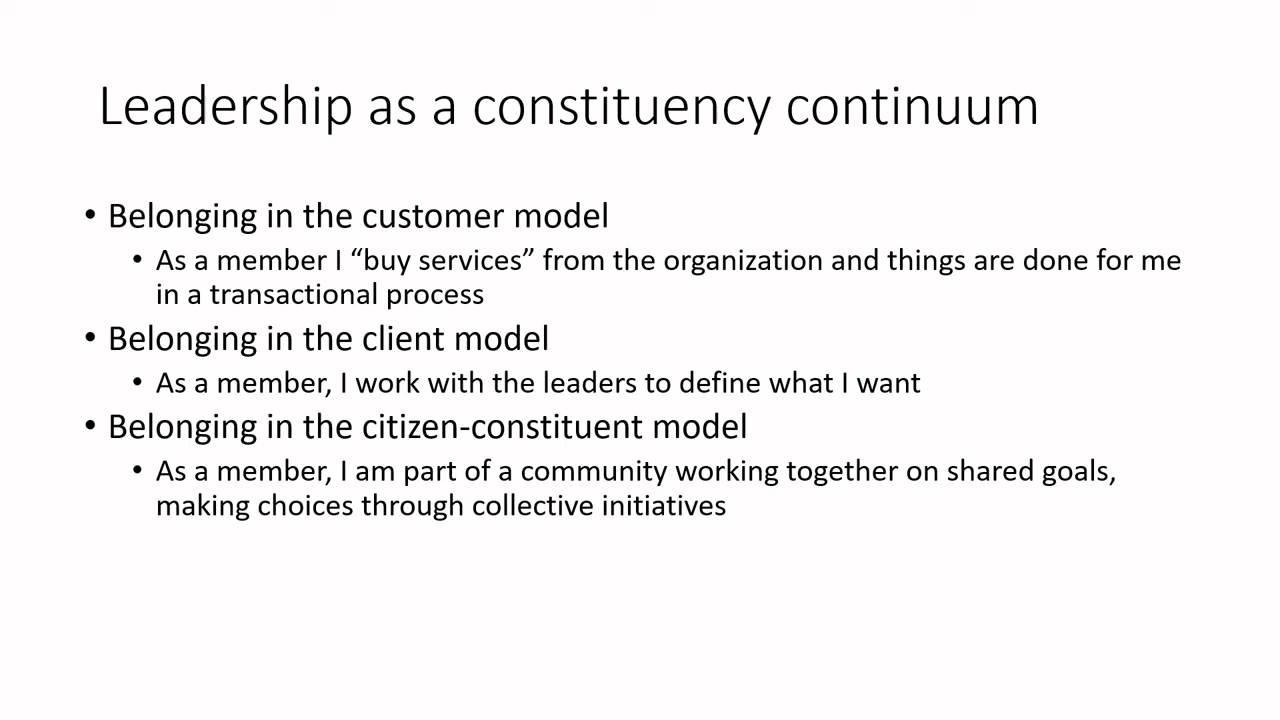 Leadership as a constituency continuum
• Belonging in the customer model
• As a member I “buy services” from the organization and things are done for me
in a transactional process
• Belonging in the client model
• As a member, I work with the leaders to define what I want
• Belonging in the citizen-constituent model
• As a member, I am part of a community working together on shared goals,
making choices through collective initiatives